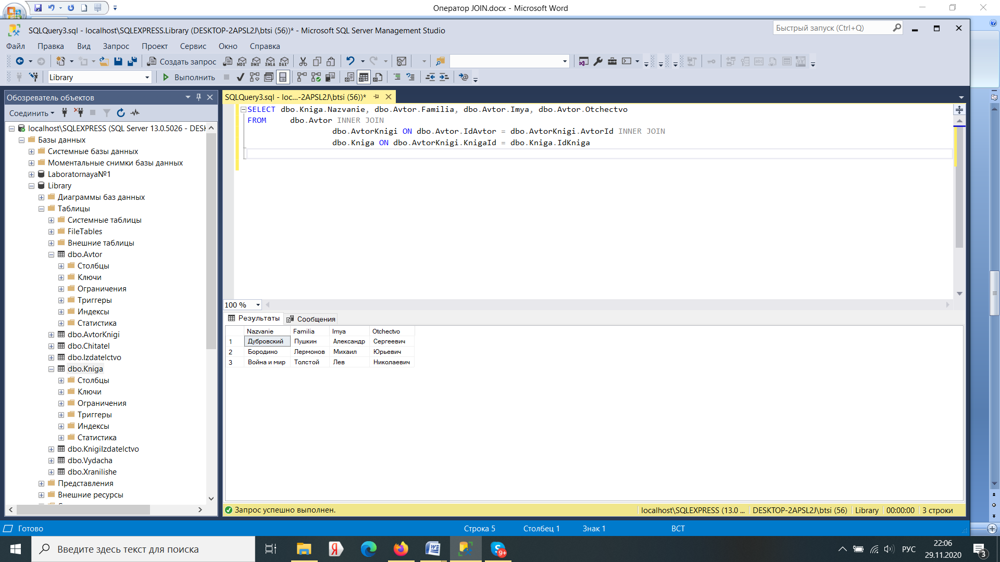 Оператор JOIN.docx - Microsoft Word
SQLQuery3.sql - localhost\SQLEXPRESS.Library (DESKTOP-2APSL2J\btsi (56))* - Microsoft SQL Server Management Studio
Быстрый запуск (Ctrl+Q)
Файл Правка Вид Запрос Проект Сервис Окно Справка
Создать запрос
MDX DMX XMLA DAX
Library
Выполнить
Обозреватель объектов
Соединить
localhost\SQLEXPRESS (SQL Server 13.0.5026 - DESK
Базы данных
Системные базы данных
Моментальные снимки базы данных
Laboratornaya№1
Library
Диаграммы баз данных
Таблицы
Системные таблицы
FileTables
Внешние таблицы
dbo.Avtor
Столбцы
Ключи
Ограничения
Триггеры
Индексы
Статистика
dbo.AvtorKnigi
dbo.Chitatel
dbo.Izdatelctvo
dbo.Kniga
Столбцы
Ключи
Ограничения
Триггеры
Индексы
Статистика
dbo.KnigiIzdatelctvo
dbo.Vydacha
dbo.Xranilishe
Представления
Внешние ресурсы
SQLQuery3.sql - loc...-2APSL2J\btsi (56))*
SELECT dbo.Kniga.Nazvanie, dbo.Avtor.Familia, dbo.Avtor.Imya, dbo.Avtor.Otchectvo
FROM dbo.Avtor INNER JOIN
dbo.AvtorKnigi ON dbo.Avtor.IdAvtor = dbo.AvtorKnigi.AvtorId INNER JOIN
dbo.Kniga ON dbo.AvtorKnigi.KnigaId = dbo.Kniga.IdKniga
100 %
Результаты Сообщения
Nazvanie Familia Imya Otchectvo
1 Дубровский Пушкин Александр Сергеевич
2 Бородино Лермонов Михаил Юрьевич
3 Война и мир Толстой Лев Николаевич
Запрос успешно выполнен.
localhost\SQLEXPRESS (13.0 ... DESKTOP-2APSL2J\btsi (56) Library 00:00:00 3 строки
Готово
Строка 5 Столбец 1 Знак 1 ВСТ
Введите здесь текст для поиска
Я
9+
РУС
22:06
29.11.2020
3